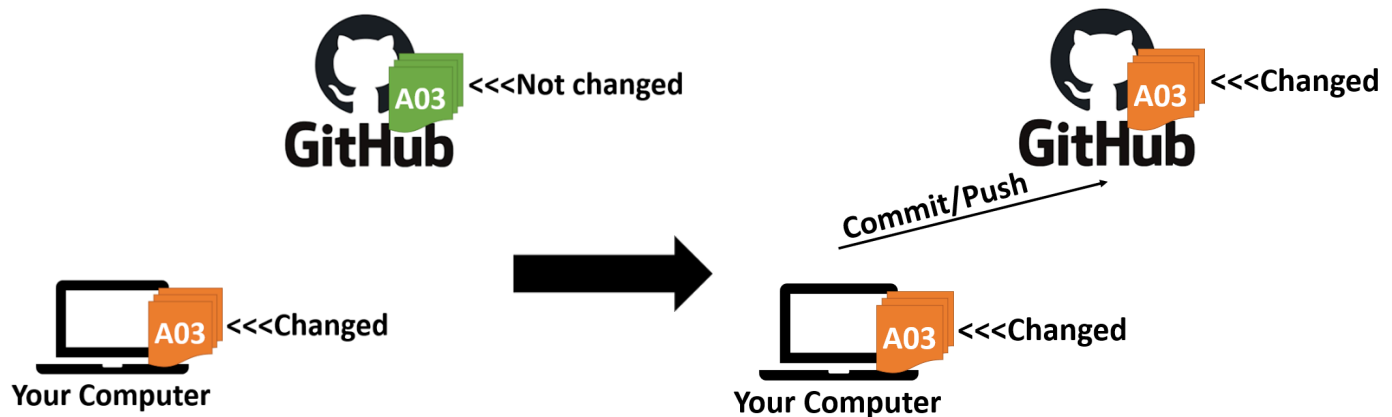 A03
<<<Not changed
GitHub
A03
<<<Changed
Your Computer
A03
<<<Changed
GitHub
Commit/Push
A03
<<<Changed
Your Computer